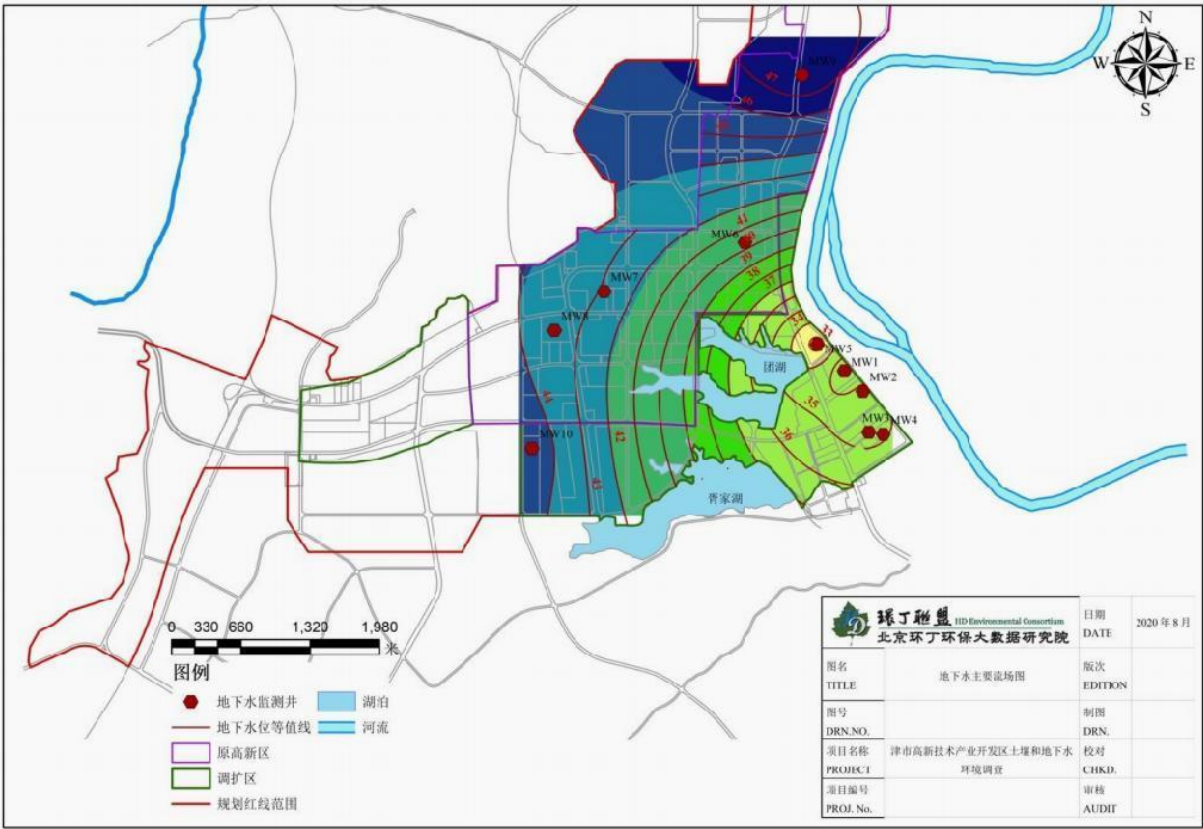 N
W E
S
47
MW9
46
45
41
MW6
40
39
38
37
MW7
MW8
34
33
MW5
团湖
MW1
MW2
35
44
MW3 MW4
36
42
MW10
43
胥家湖
0 330 660 1,320 1,980
米
图例
地下水监测井 湖泊
地下水位等值线 河流
原高新区
调扩区
规划红线范围
环丁联盟 HD Environmental Consortium
北京环丁环保大数据研究院
日期
DATE
2020 年 8 月
图名
TITLE
地下水主要流场图
版次
EDITION
图号
DRN.NO.
制图
DRN.
项目名称
PROJECT
津市高新技术产业开发区土壤和地下水
环境调查
校对
CHKD.
项目编号
PROJ. No.
审核
AUDIT